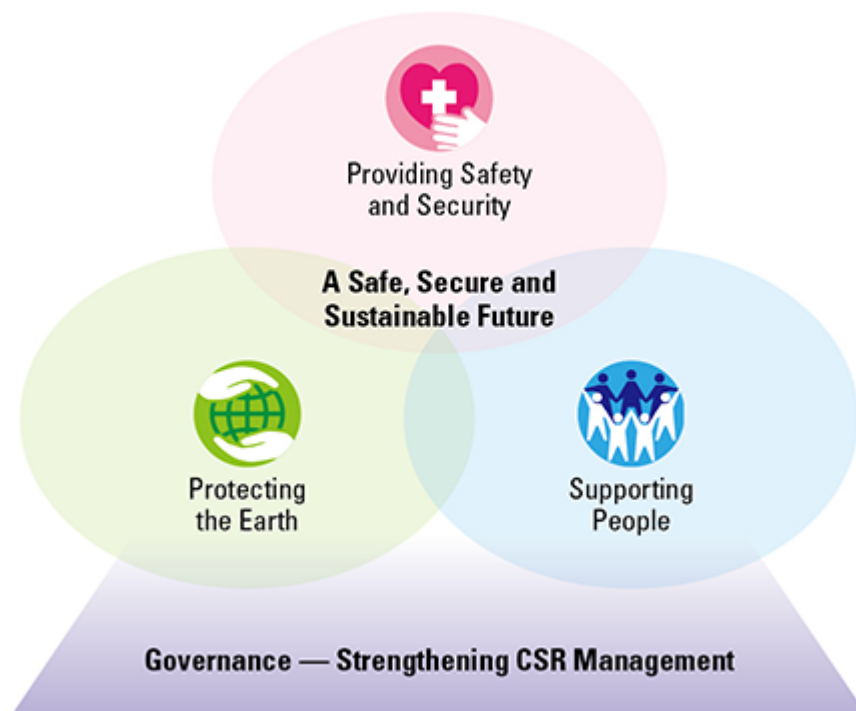 Providing Safety
and Security
A Safe, Secure and
Sustainable Future
Protecting
the Earth
Supporting
People
Governance — Strengthening CSR Management